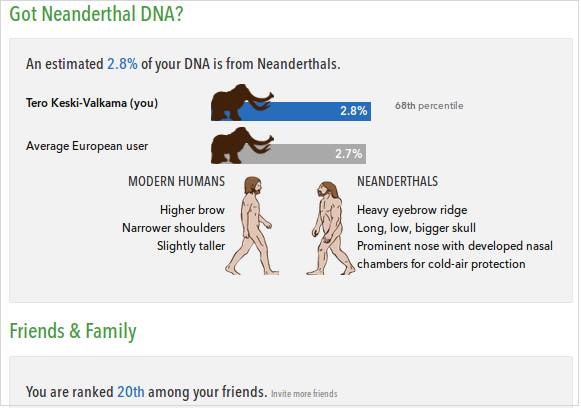 Got Neanderthal DNA?
An estimated 2.8% of your DNA is from Neanderthals.
Tero Keski-Valkama (you)
2.8%
68th percentile
Average European user
2.7%
MODERN HUMANS
Higher brow
Narrower shoulders
Slightly taller
NEANDERTHALS
Heavy eyebrow ridge
Long, low, bigger skull
Prominent nose with developed nasal
chambers for cold-air protection
Friends & Family
You are ranked 20th among your friends. Invite more friends